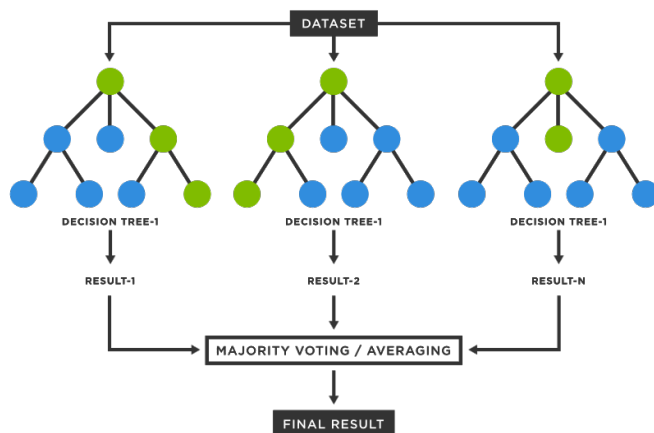 DATASET
DECISION TREE-1
DECISION TREE-1
DECISION TREE-1
RESULT-1
RESULT-2
RESULT-N
MAJORITY VOTING / AVERAGING
FINAL RESULT